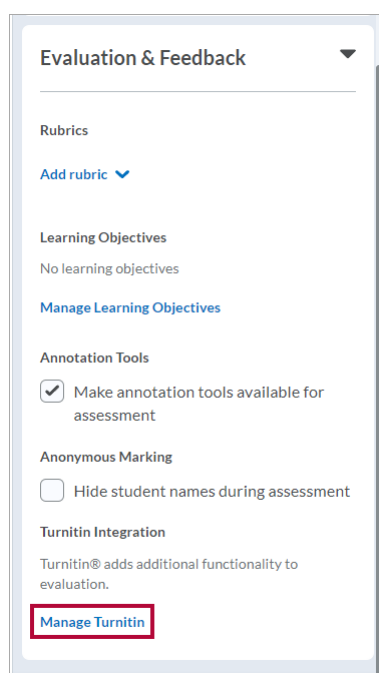 Evaluation & Feedback
Rubrics
Add rubric
Learning Objectives
No learning objectives
Manage Learning Objectives
Annotation Tools
Make annotation tools available for
assessment
Anonymous Marking
Hide student names during assessment
Turnitin Integration
Turnitin® adds additional functionality to
evaluation.
Manage Turnitin